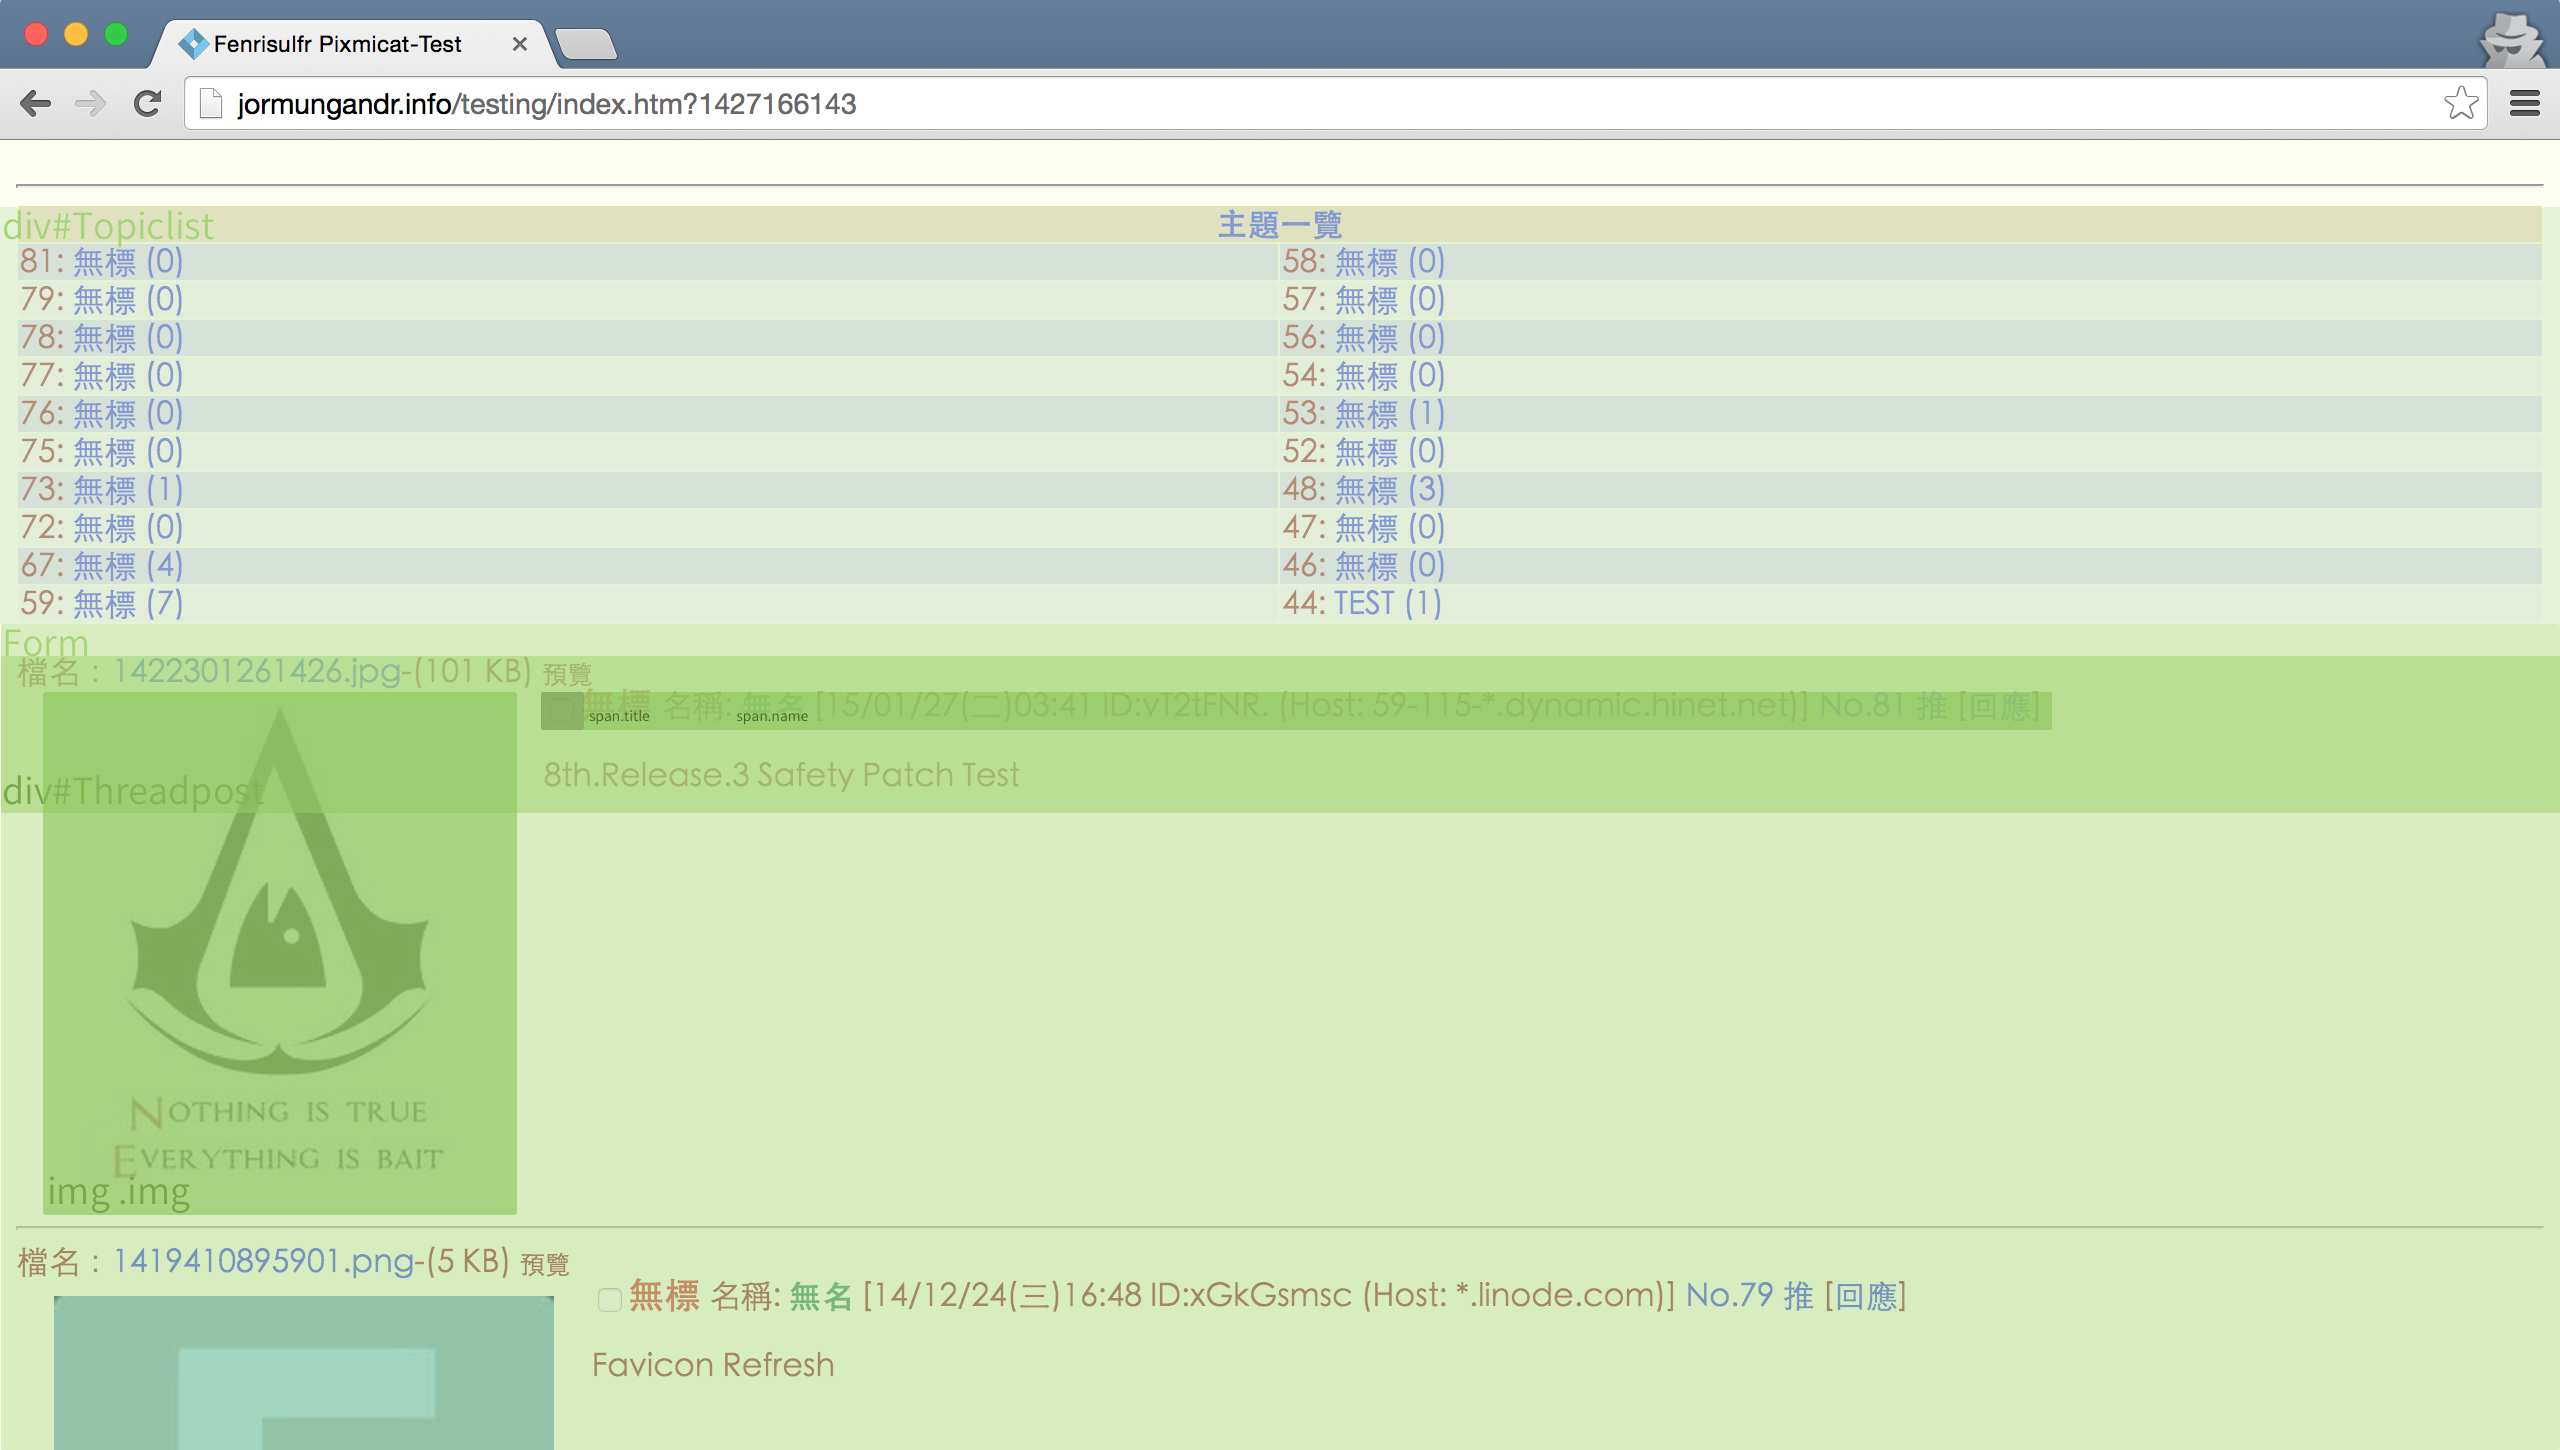 Fenrisulfr Pixmicat-Test
jormungandr.info/testing/index.htm?1427166143
div#Topiclist
主題一覽
81: 無標 (0)
58: 無標 (0)
79: 無標 (0)
57: 無標 (0)
78: 無標 (0)
56: 無標 (0)
77: 無標 (0)
54: 無標 (0)
76: 無標 (0)
53: 無標 (1)
75: 無標 (0)
52: 無標 (0)
73: 無標 (1)
48: 無標 (3)
72: 無標 (0)
47: 無標 (0)
67: 無標 (4)
46: 無標 (0)
59: 無標 (7)
44: TEST (1)
Form
檔名：1422301261426.jpg-(101 KB) 預覽
無標 名稱: 無名 [15/01/27(二)03:41 ID:vT2tFNR. (Host: 59-115-*.dynamic.hinet.net)] No.81 推 [回應]
span.title span.name
8th.Release.3 Safety Patch Test
div#Threadpost
NOTHING IS TRUE
EVERYTHING IS BAIT
img .img
檔名：1419410895901.png-(5 KB) 預覽
無標 名稱: 無名 [14/12/24(三)16:48 ID:xGkGsmsc (Host: *.linode.com)] No.79 推 [回應]
Favicon Refresh